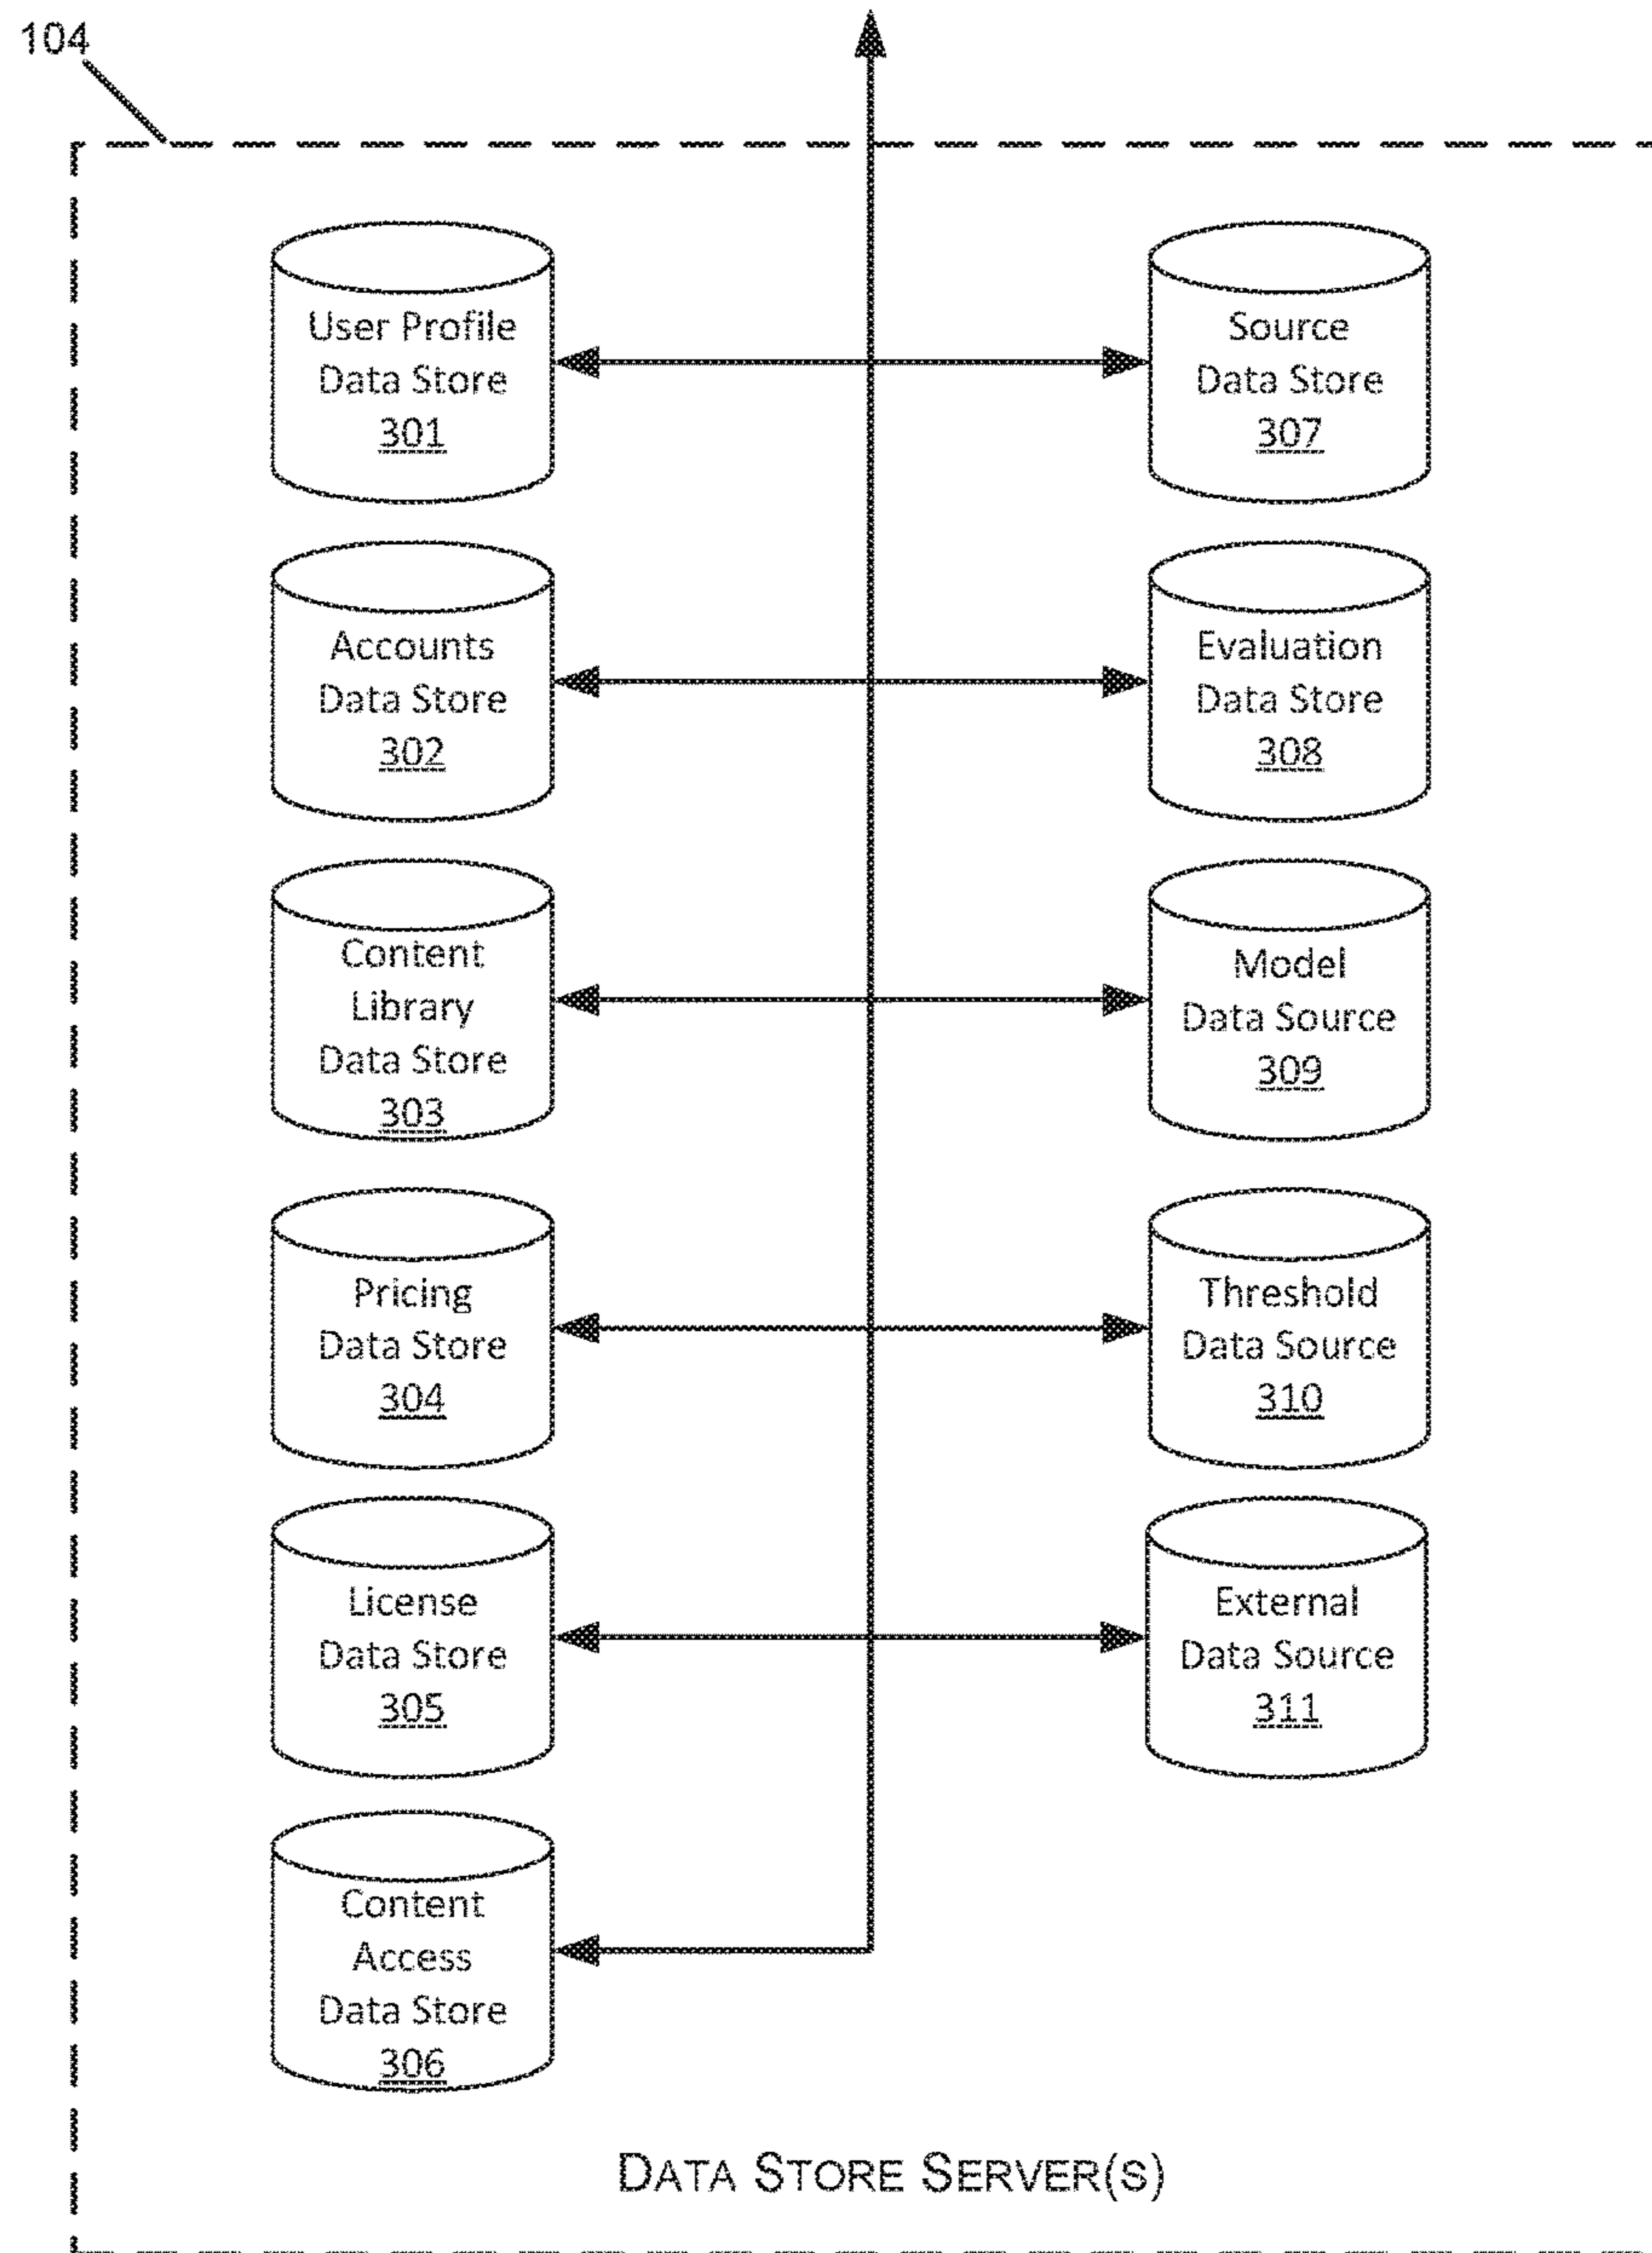 104
User Profile
Data Store
301
Source
Data Store
307
Accounts
Data Store
302
Evaluation
Data Store
308
Content
Library
Data Store
303
Model
Data Source
309
Pricing
Data Store
304
Threshold
Data Source
310
License
Data Store
305
External
Data Source
311
Content
Access
Data Store
306
DATA STORE SERVER(S)